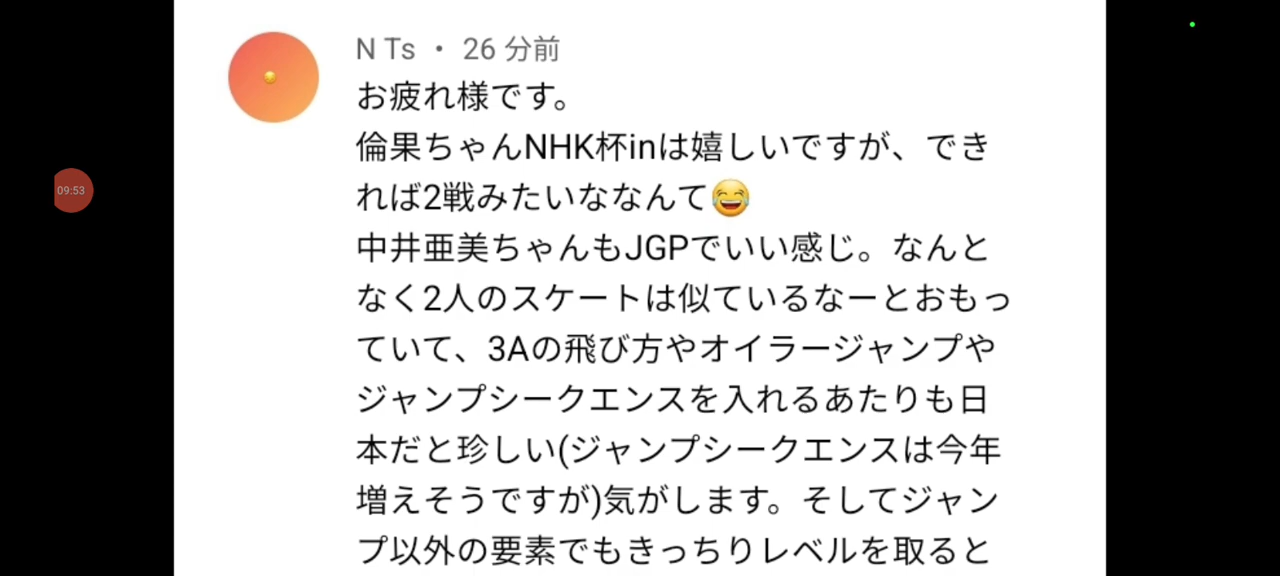 N Ts ・ 26 分前
お疲れ様です。
09:53
倫果ちゃんNHK杯inは嬉しいですが、でき
れば2戦みたいななんて😂
中井亜美ちゃんもJGPでいい感じ。なんと
なく2人のスケートは似ているなーとおもっ
ていて、3Aの飛び方やオイラージャンプや
ジャンプシークエンスを入れるあたりも日
本だと珍しい(ジャンプシークエンスは今年
増えそうですが)気がします。そしてジャン
プ以外の要素でもきっちりレベルを取ると